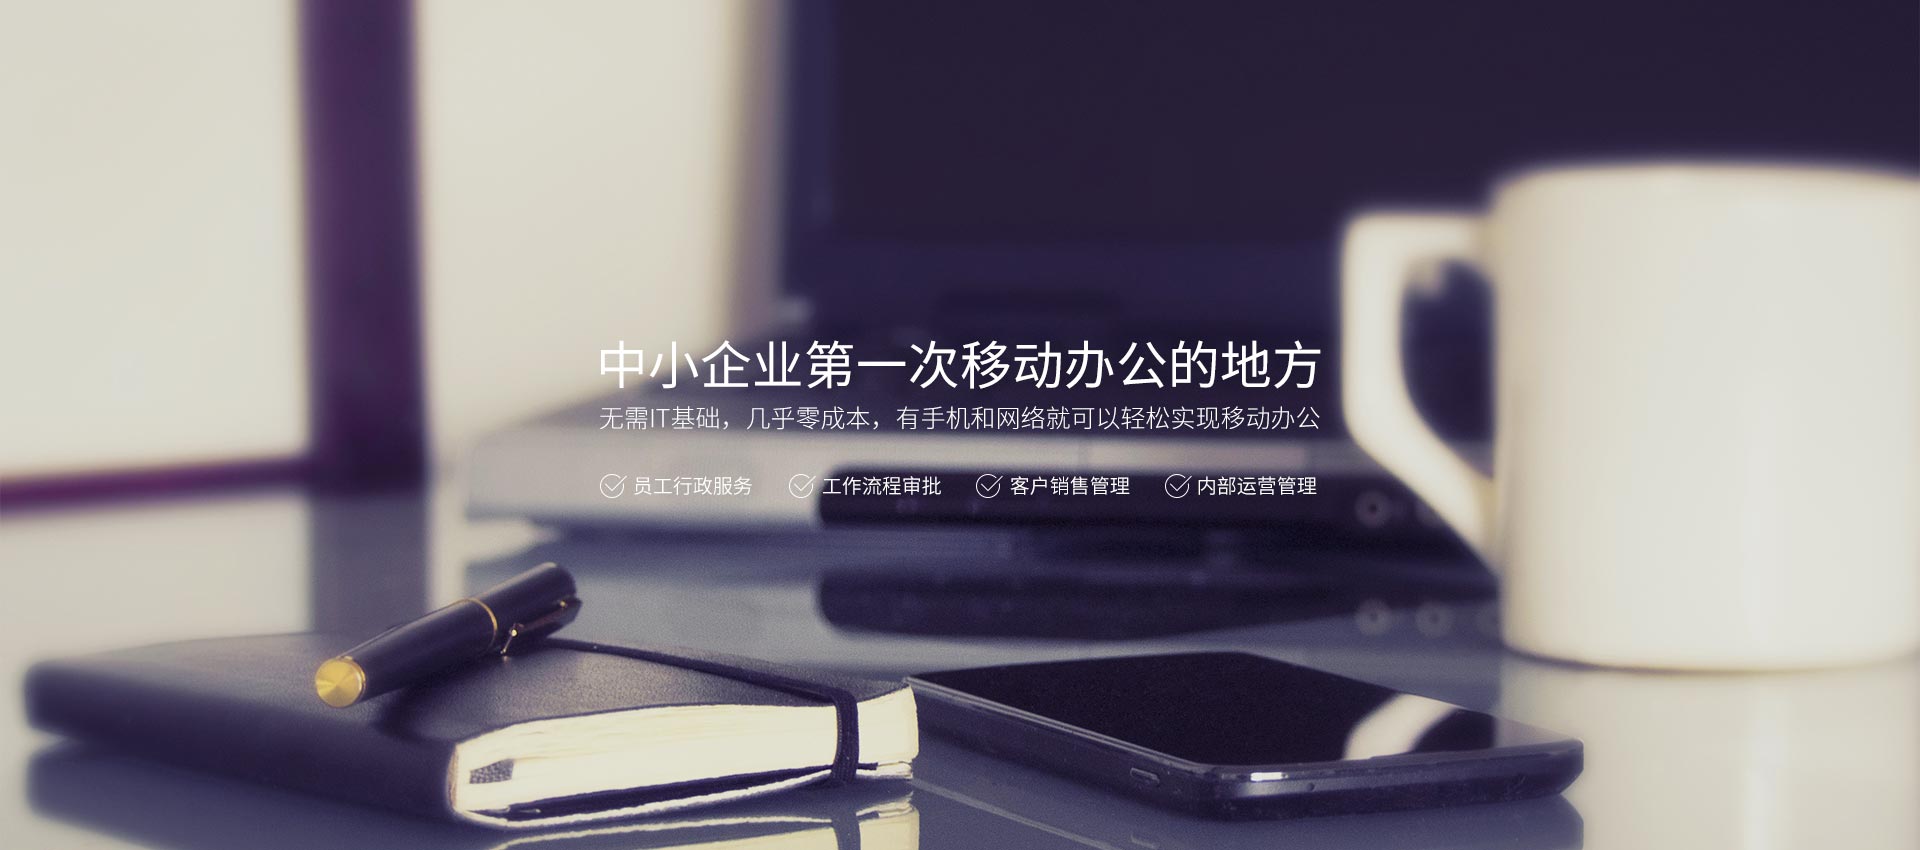 中小企业第一次移动办公的地方
无需IT基础，几乎零成本，有手机和网络就可以轻松实现移动办公
员工行政服务 工作流程审批 客户销售管理 内部运营管理